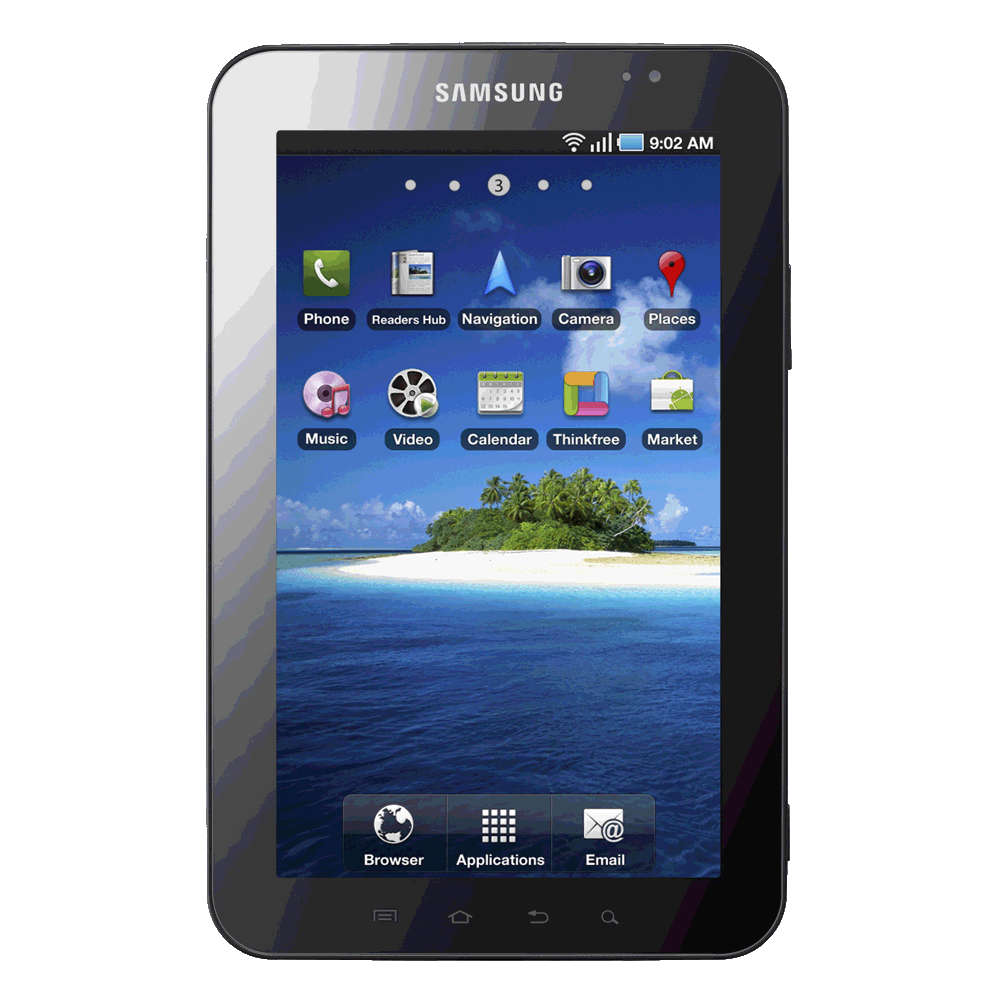 SAMSUNG
9:02 AM
3
Phone Readers Hub Navigation Camera Places
Music Video Calendar Thinkfree Market
Browser Applications Email